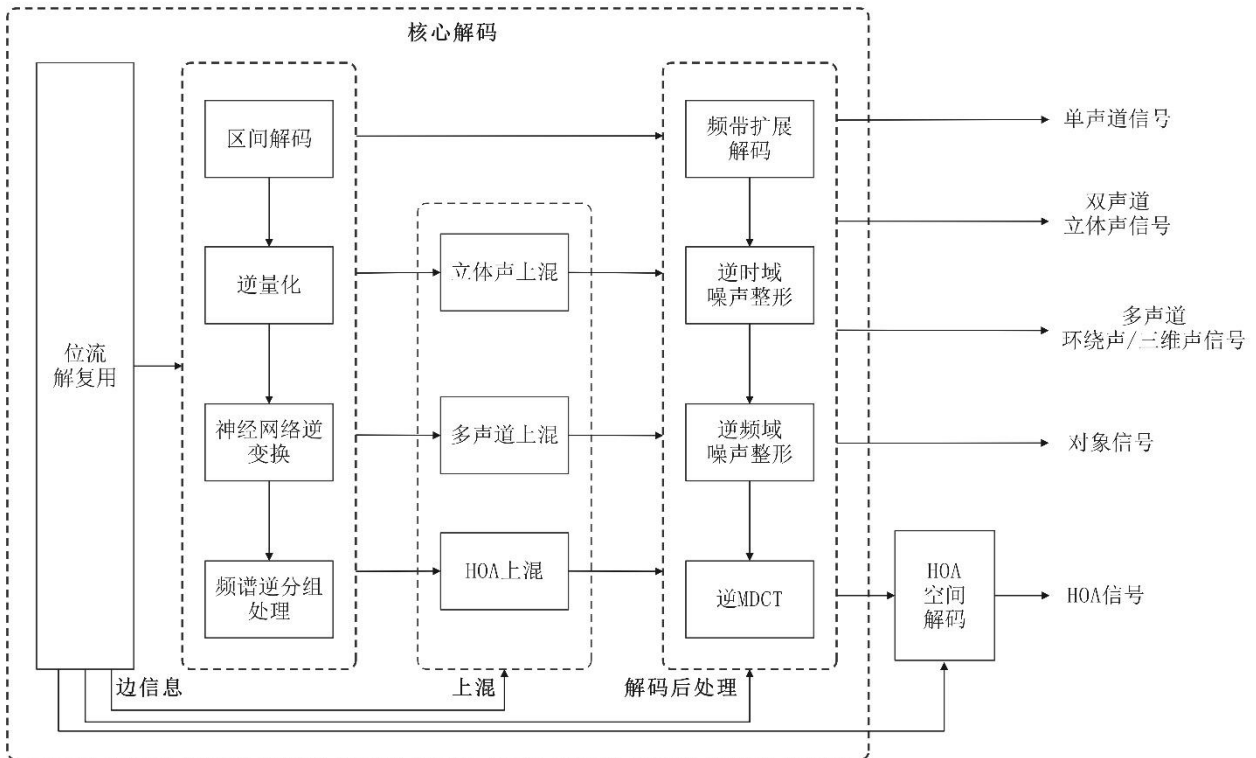 核心解码
位流
解复用
区间解码
逆量化
神经网络逆
变换
频谱逆分组
处理
立体声上混
多声道上混
HOA上混
频带扩展
解码
逆时域
噪声整形
逆频域
噪声整形
逆MDCT
边信息
上混
解码后处理
单声道信号
双声道
立体声信号
多声道
环绕声/三维声信号
对象信号
HOA
空间
解码
HOA信号